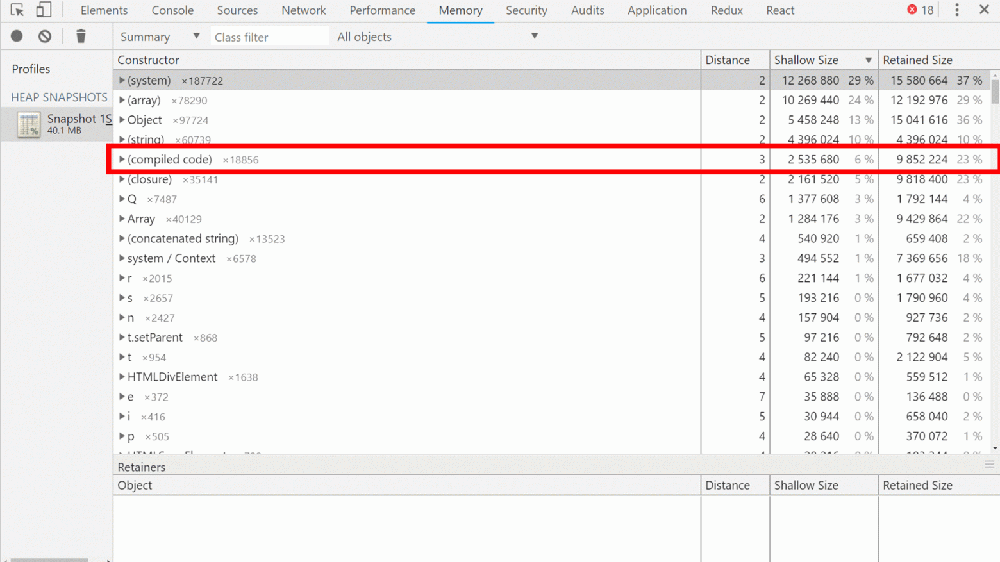 Elements Console Sources Network Performance Memory Security Audits Application Redux React 18
Summary Class filter All objects
Profiles
HEAP SNAPSHOTS
Snapshot 1S
40.1 MB
Constructor Distance Shallow Size Retained Size
(system) ×187722 2 12 268 880 29 % 15 580 664 37 %
(array) ×78290 2 10 269 440 24 % 12 192 976 29 %
Object ×97724 2 5 458 248 13 % 15 041 616 36 %
(string) ×60739 2 4 396 024 10 % 4 396 024 10 %
(compiled code) ×18856 3 2 535 680 6 % 9 852 224 23 %
(closure) ×35141 2 2 161 520 5 % 9 818 400 23 %
Q ×7487 6 1 377 608 3 % 1 792 144 4 %
Array ×40129 2 1 284 176 3 % 9 429 864 22 %
(concatenated string) ×13523 4 540 920 1 % 659 408 2 %
system / Context ×6578 3 494 552 1 % 7 369 656 18 %
r ×2015 6 221 144 1 % 1 677 032 4 %
s ×2657 5 193 216 0 % 1 790 960 4 %
n ×2427 4 157 904 0 % 927 736 2 %
t.setParent ×868 5 97 216 0 % 792 648 2 %
t ×954 4 82 240 0 % 2 122 904 5 %
HTMLDivElement ×1638 4 65 328 0 % 559 512 1 %
e ×372 7 35 888 0 % 136 488 0 %
i ×416 5 30 944 0 % 658 040 2 %
p ×505 4 28 640 0 % 370 072 1 %
Retainers
Object Distance Shallow Size Retained Size